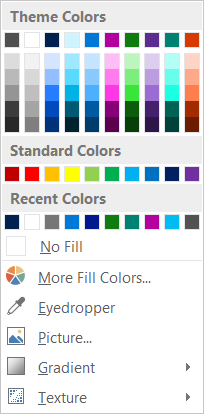 Theme Colors
Standard Colors
Recent Colors
No Fill
More Fill Colors...
Eyedropper
Picture...
Gradient
Texture